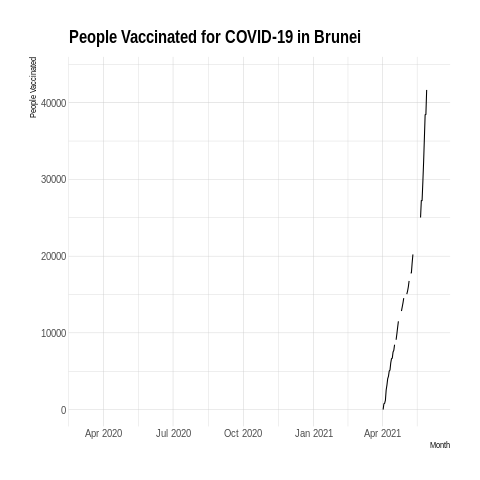 People Vaccinated for COVID-19 in Brunei
People Vaccinated
40000
30000
20000
10000
0
Apr 2020 Jul 2020 Oct 2020 Jan 2021 Apr 2021
Month